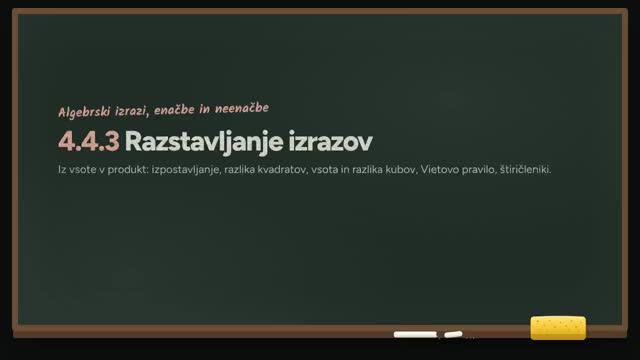 Algebrski izrazi, enačbe in neenačbe
4.4.3 Razstavljanje izrazov
Iz vsote v produkt: izpostavljanje, razlika kvadratov, vsota in razlika kubov, Vietovo pravilo, štiričleniki.